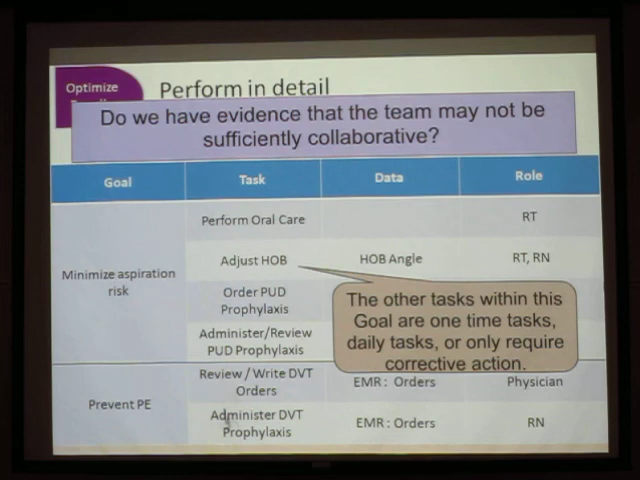 Optimize
Perform in detail
Do we have evidence that the team may not be
sufficiently collaborative?
Goal
Task
Data
Role
Minimize aspiration
risk
Perform Oral Care
RT
Adjust HOB
HOB Angle
RT, RN
Order PUD
Prophylaxis
Administer/Review
PUD Prophylaxis
The other tasks within this
Goal are one time tasks,
daily tasks, or only require
corrective action.
Prevent PE
Review / Write DVT
Orders
EMR : Orders
Physician
Administer DVT
Prophylaxis
EMR : Orders
RN